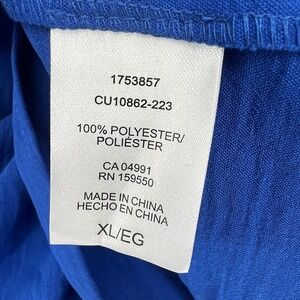 1753857
CU10862-223
100% POLYESTER/
POLIÉSTER
CA 04991
RN 159550
MADE IN CHINA
HECHO EN CHINA
XL/EG